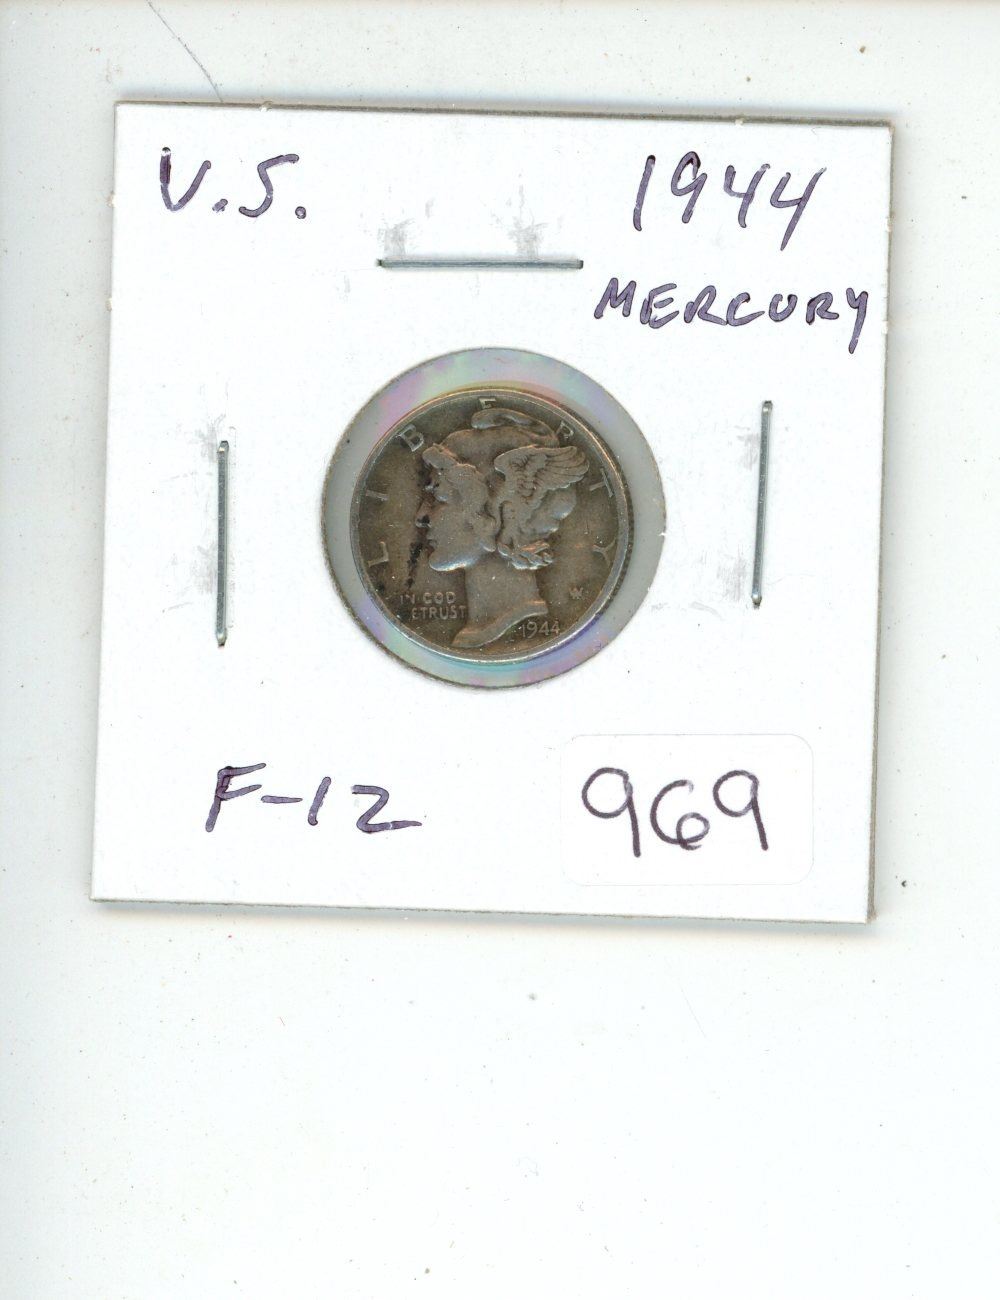 U.S. 1944
MERCURY
LIBERTY
IN GOD
WE TRUST
1944
F-12
969